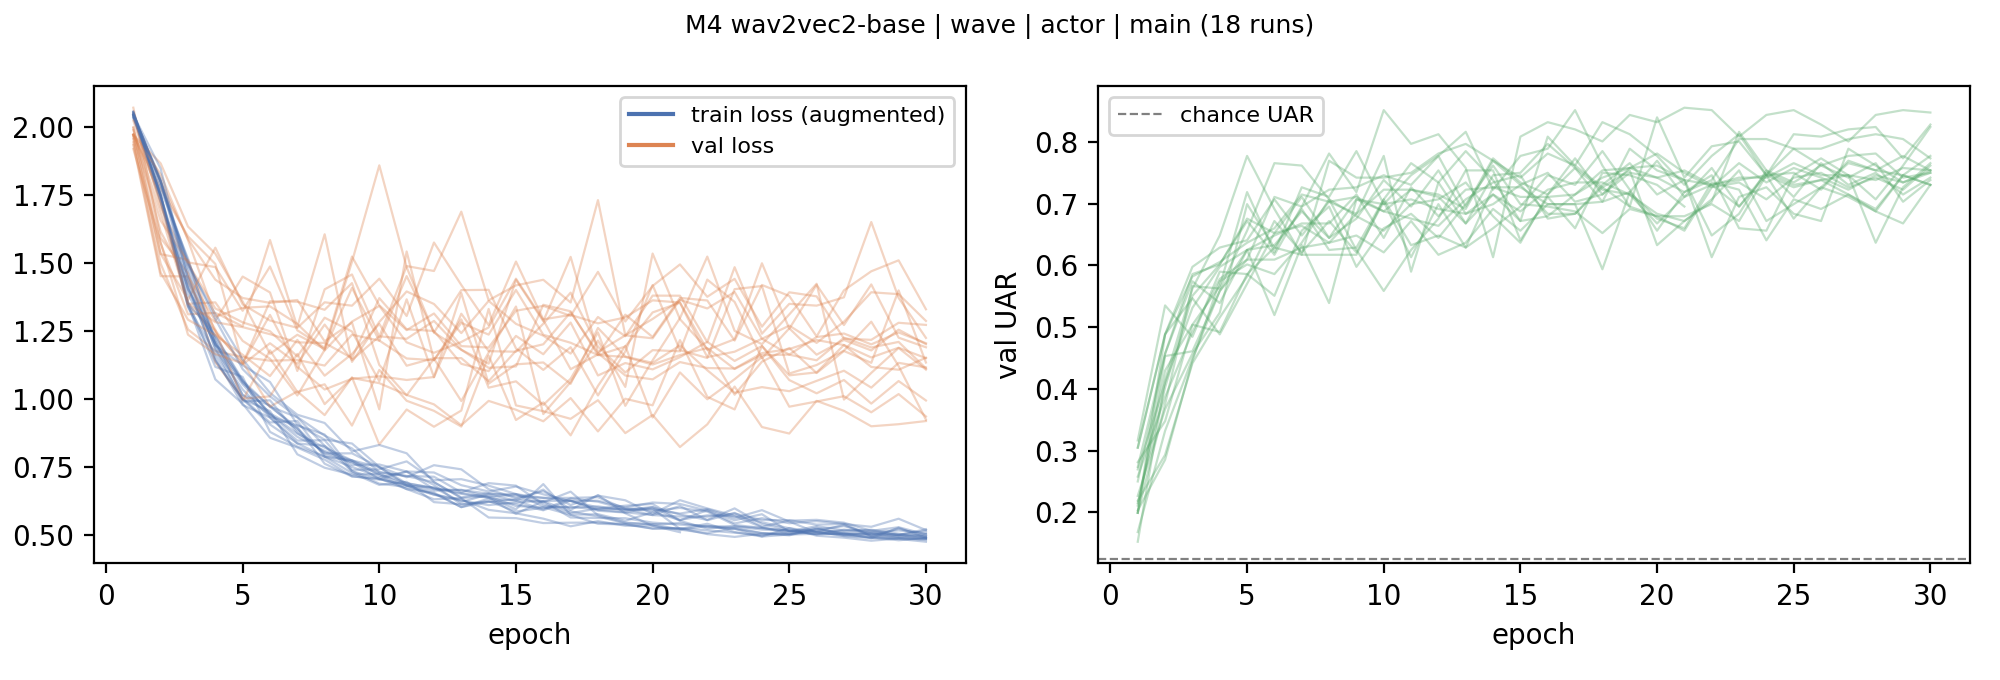 M4 wav2vec2-base | wave | actor | main (18 runs)
train loss (augmented)
val loss
2.00
1.75
1.50
1.25
1.00
0.75
0.50
0 5 10 15 20 25 30
epoch
chance UAR
val UAR
0.8
0.7
0.6
0.5
0.4
0.3
0.2
0 5 10 15 20 25 30
epoch